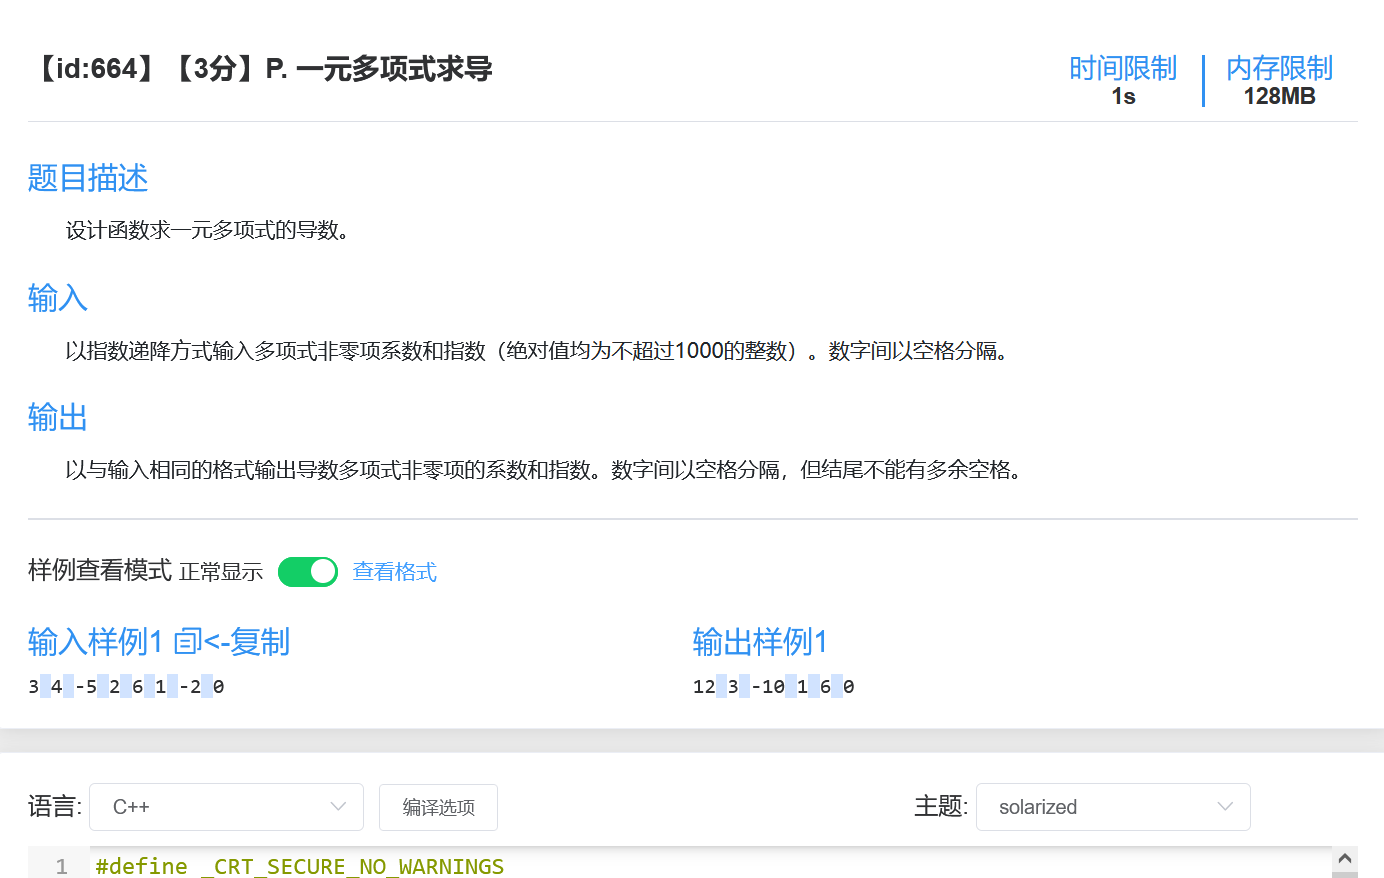 【id:664】【3分】P. 一元多项式求导
时间限制
1s
内存限制
128MB
题目描述
设计函数求一元多项式的导数。
输入
以指数递降方式输入多项式非零项系数和指数（绝对值均为不超过1000的整数）。数字间以空格分隔。
输出
以与输入相同的格式输出导数多项式非零项的系数和指数。数字间以空格分隔，但结尾不能有多余空格。
样例查看模式 正常显示 查看格式
输入样例1 <-复制
3 4 -5 2 6 1 -2 0
输出样例1
12 3 -10 1 6 0
语言: C++ 编译选项 主题: solarized
1 #define _CRT_SECURE_NO_WARNINGS